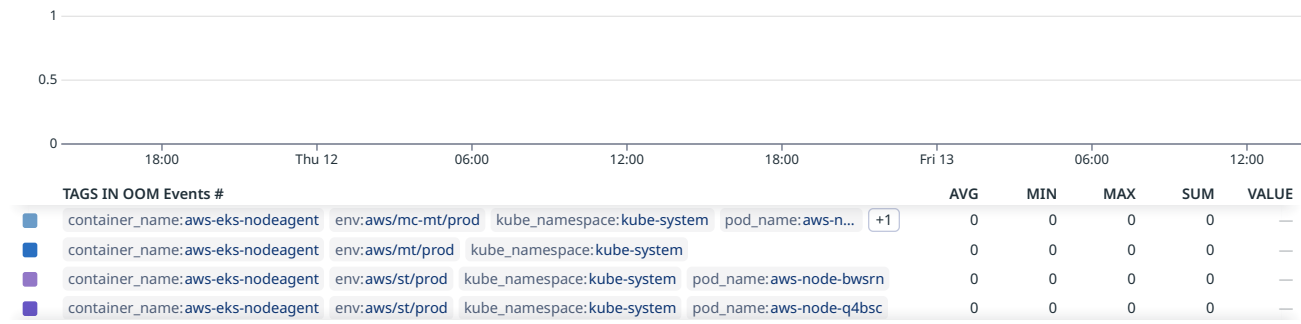 1
0.5
0
18:00 Thu 12 06:00 12:00 18:00 Fri 13 06:00 12:00
TAGS IN OOM Events # AVG MIN MAX SUM VALUE
container_name:aws-eks-nodeagent env:aws/mc-mt/prod kube_namespace:kube-system pod_name:aws-n... +1 0 0 0 0 —
container_name:aws-eks-nodeagent env:aws/mt/prod kube_namespace:kube-system 0 0 0 0 —
container_name:aws-eks-nodeagent env:aws/st/prod kube_namespace:kube-system pod_name:aws-node-bwsrn 0 0 0 0 —
container_name:aws-eks-nodeagent env:aws/st/prod kube_namespace:kube-system pod_name:aws-node-q4bsc 0 0 0 0 —